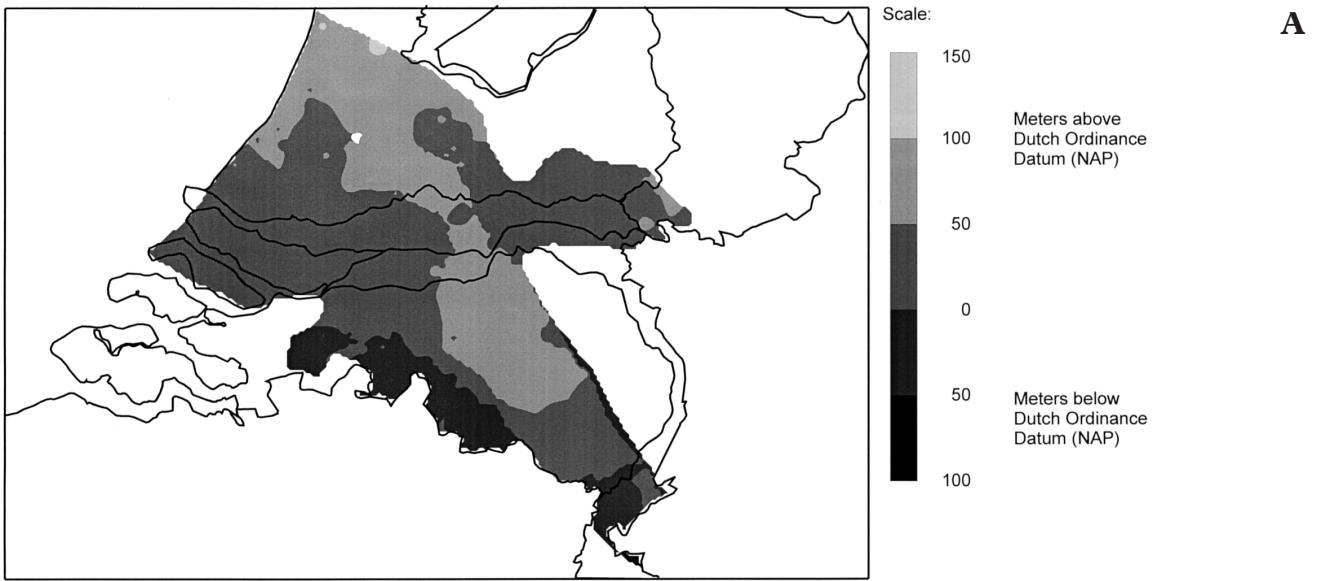 Scale:
A
150
100
Meters above
Dutch Ordinance
Datum (NAP)
50
0
50
Meters below
Dutch Ordinance
Datum (NAP)
100